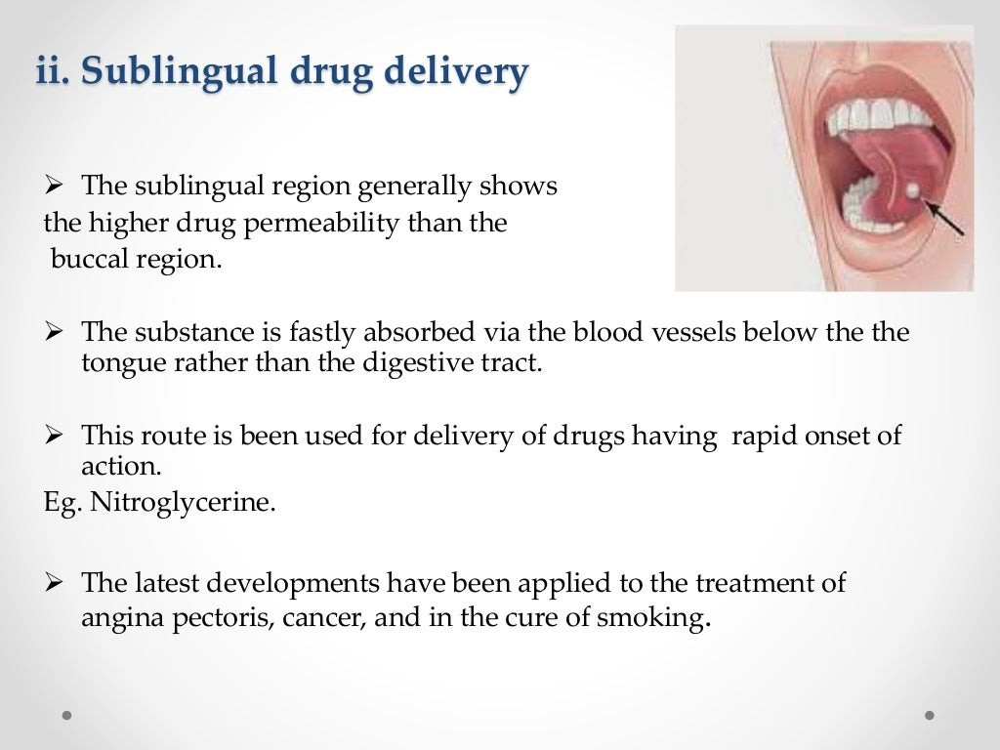 ii. Sublingual drug delivery
➢ The sublingual region generally shows
the higher drug permeability than the
buccal region.
➢ The substance is fastly absorbed via the blood vessels below the the
tongue rather than the digestive tract.
➢ This route is been used for delivery of drugs having rapid onset of
action.
Eg. Nitroglycerine.
➢ The latest developments have been applied to the treatment of
angina pectoris, cancer, and in the cure of smoking.